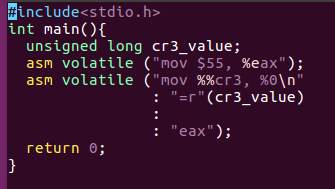 #include<stdio.h>
int main(){
  unsigned long cr3_value;
  asm volatile ("mov $55, %eax");
  asm volatile ("mov %%cr3, %0\n"
                : "=r"(cr3_value)
                :
                : "eax");
  return 0;
}